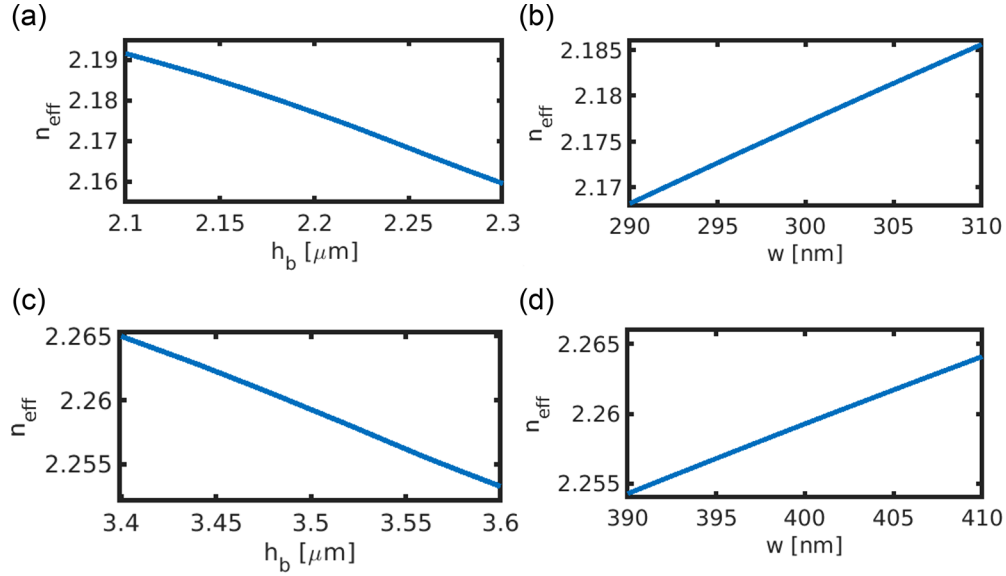 (a)
n_eff
2.19
2.18
2.17
2.16
2.1 2.15 2.2 2.25 2.3
h_b [μm]
(b)
n_eff
2.185
2.18
2.175
2.17
290 295 300 305 310
w [nm]
(c)
n_eff
2.265
2.26
2.255
3.4 3.45 3.5 3.55 3.6
h_b [μm]
(d)
n_eff
2.265
2.26
2.255
390 395 400 405 410
w [nm]